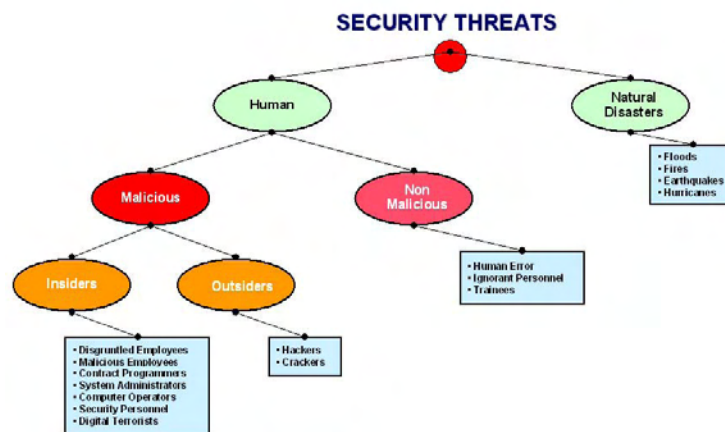 SECURITY THREATS
Human
Natural
Disasters
• Floods
• Fires
• Earthquakes
• Hurricanes
Malicious
Non
Malicious
• Human Error
• Ignorant Personnel
• Trainees
Insiders
Outsiders
• Disgruntled Employees
• Malicious Employees
• Contract Programmers
• System Administrators
• Computer Operators
• Security Personnel
• Digital Terrorists
• Hackers
• Crackers